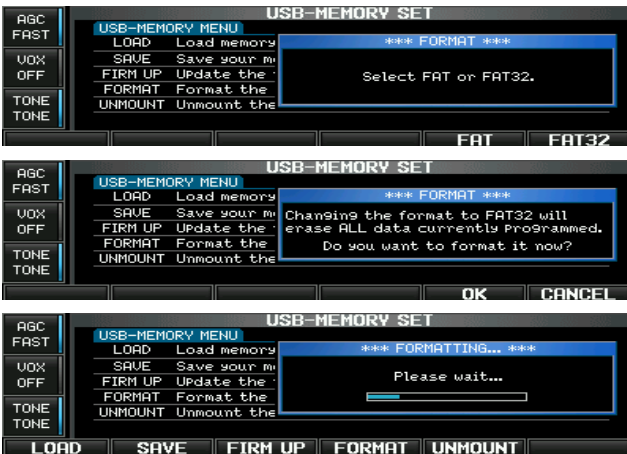 USB-MEMORY SET
AGC
FAST
USB-MEMORY MENU
LOAD Load memory
*** FORMAT ***
VOX
OFF
SAVE Save your m
FIRM UP Update the
Select FAT or FAT32.
FORMAT Format the
TONE
TONE
UNMOUNT Unmount the
FAT FAT32
USB-MEMORY SET
AGC
FAST
USB-MEMORY MENU
LOAD Load memory
*** FORMAT ***
VOX
OFF
SAVE Save your m
Changing the format to FAT32 will
FIRM UP Update the
erase ALL data currently Programmed.
FORMAT Format the
Do you want to format it now?
TONE
TONE
UNMOUNT Unmount the
OK CANCEL
USB-MEMORY SET
AGC
FAST
USB-MEMORY MENU
LOAD Load memory
*** FORMATTING... ***
VOX
OFF
SAVE Save your m
FIRM UP Update the
Please wait...
FORMAT Format the
TONE
TONE
UNMOUNT Unmount the
LOAD SAVE FIRM UP FORMAT UNMOUNT